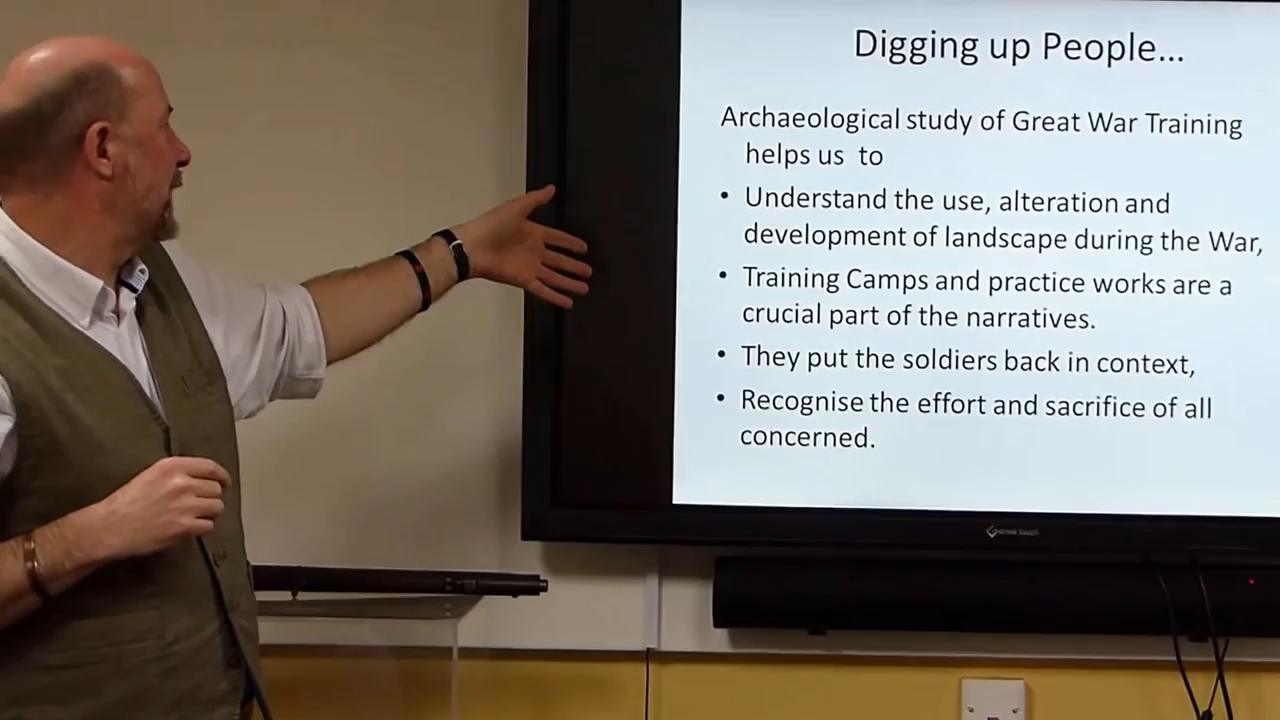 Digging up People...
Archaeological study of Great War Training
helps us to
• Understand the use, alteration and
development of landscape during the War,
• Training Camps and practice works are a
crucial part of the narratives.
• They put the soldiers back in context,
• Recognise the effort and sacrifice of all
concerned.